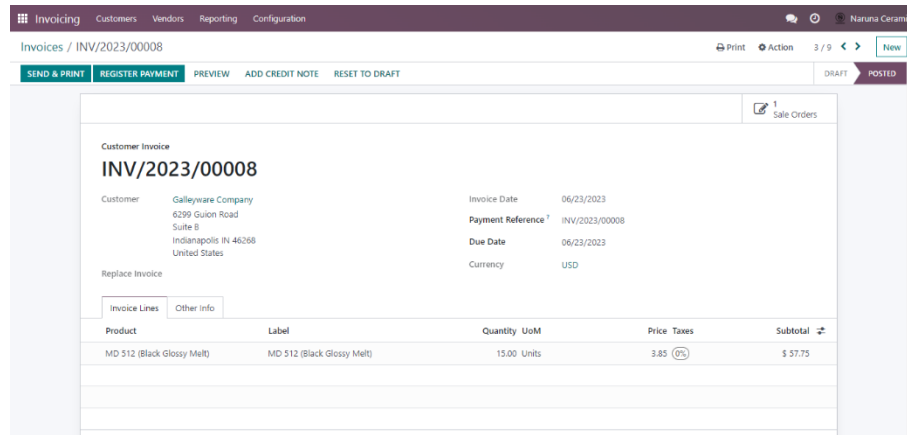 Invoicing Customers Vendors Reporting Configuration Naruna Cerami
Invoices / INV/2023/00008 Print Action 3 / 9 New
SEND & PRINT REGISTER PAYMENT PREVIEW ADD CREDIT NOTE RESET TO DRAFT DRAFT POSTED
1
Sale Orders
Customer Invoice
INV/2023/00008
Customer Galleyware Company Invoice Date 06/23/2023
6299 Guion Road
Payment Reference ? INV/2023/00008
Suite B
Indianapolis IN 46268 Due Date 06/23/2023
United States
Currency USD
Replace Invoice
Invoice Lines Other Info
Product Label Quantity UoM Price Taxes Subtotal
MD 512 (Black Glossy Melt) MD 512 (Black Glossy Melt) 15.00 Units 3.85 0% $ 57.75